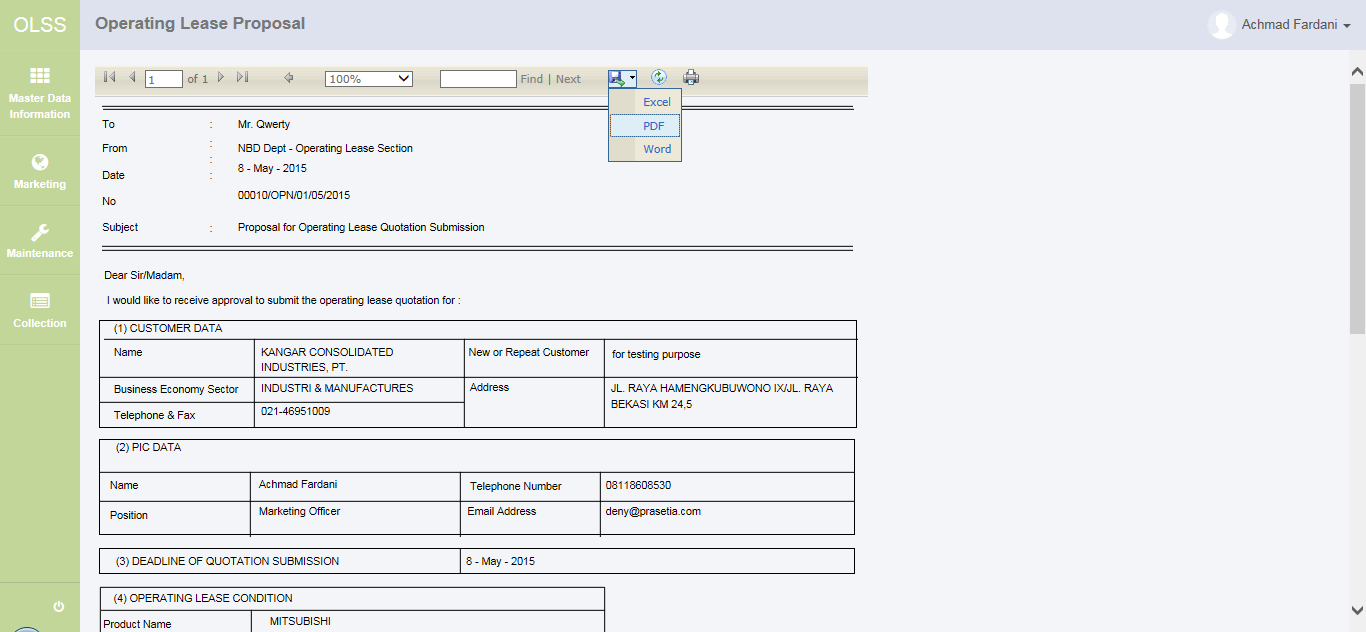 OLSS
Operating Lease Proposal
Achmad Fardani
Master Data
Information
Marketing
Maintenance
Collection
1 of 1
100%
Find | Next
Excel
PDF
Word
To : Mr. Qwerty
From : NBD Dept - Operating Lease Section
Date : 8 - May - 2015
No : 00010/OPN/01/05/2015
Subject : Proposal for Operating Lease Quotation Submission
Dear Sir/Madam,
I would like to receive approval to submit the operating lease quotation for :
(1) CUSTOMER DATA
Name KANGAR CONSOLIDATED New or Repeat Customer for testing purpose
INDUSTRIES, PT.
Business Economy Sector INDUSTRI & MANUFACTURES Address JL. RAYA HAMENGKUBUWONO IX/JL. RAYA
BEKASI KM 24,5
Telephone & Fax 021-46951009
(2) PIC DATA
Name Achmad Fardani Telephone Number 08118608530
Position Marketing Officer Email Address deny@prasetia.com
(3) DEADLINE OF QUOTATION SUBMISSION 8 - May - 2015
(4) OPERATING LEASE CONDITION
Product Name MITSUBISHI